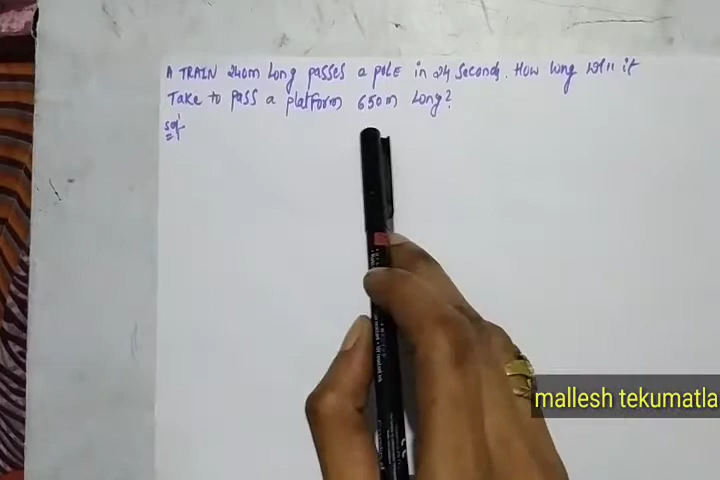 A TRAIN 240m Long passes a pOLE in 24 Seconds. How long will it
Take to pass a platform 650m Long?
Sol
mallesh tekumatla